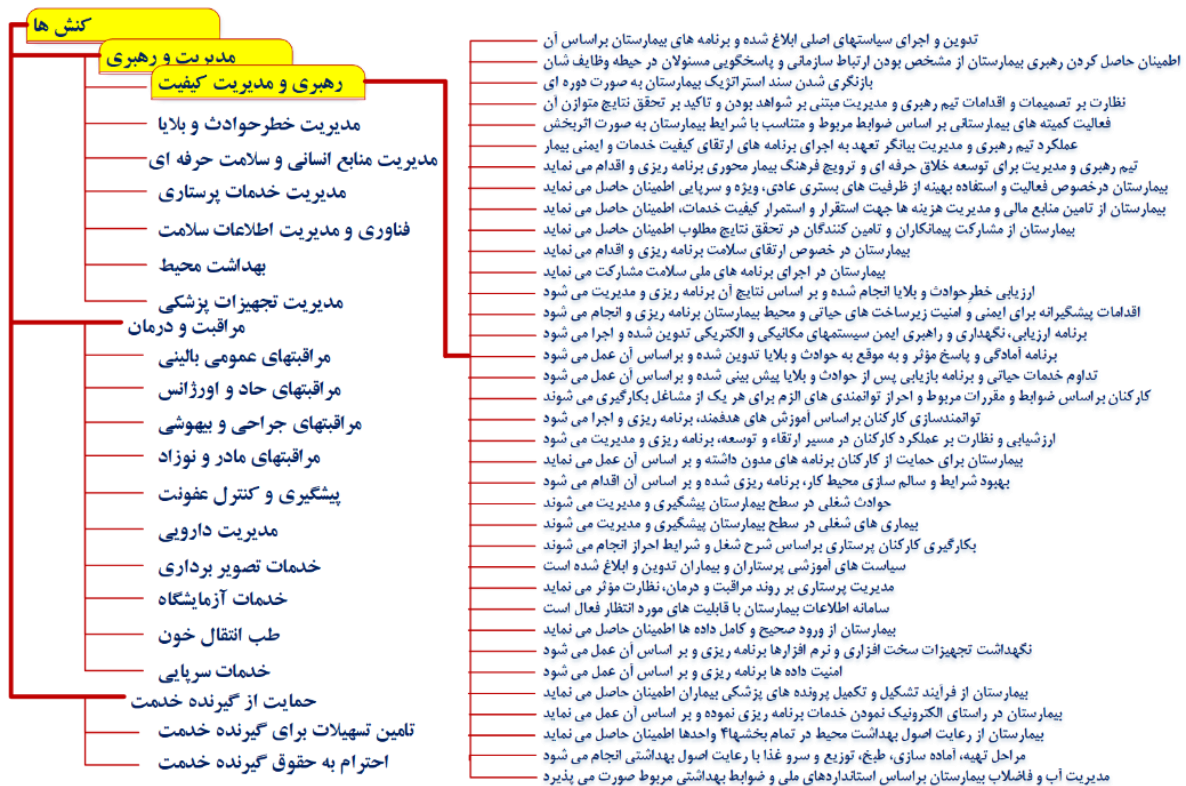 کنش ها
مدیریت و رهبری
رهبری و مدیریت کیفیت
مدیریت خطرحوادث و بلایا
مدیریت منابع انسانی و سلامت حرفه ای
مدیریت خدمات پرستاری
فناوری و مدیریت اطلاعات سلامت
بهداشت محیط
مدیریت تجهیزات پزشکی
مراقبت و درمان
مراقبتهای عمومی بالینی
مراقبتهای حاد و اورژانس
مراقبتهای جراحی و بیهوشی
مراقبتهای مادر و نوزاد
پیشگیری و کنترل عفونت
مدیریت دارویی
خدمات تصویر برداری
خدمات آزمایشگاه
طب انتقال خون
خدمات سرپایی
حمایت از گیرنده خدمت
تامین تسهیلات برای گیرنده خدمت
احترام به حقوق گیرنده خدمت
تدوین و اجرای سیاستهای اصلی ابلاغ شده و برنامه های بیمارستان براساس آن
اطمینان حاصل کردن رهبری بیمارستان از مشخص بودن ارتباط سازمانی و پاسخگویی مسئولان در حیطه وظایف شان
بازنگری شدن سند استراتژیک بیمارستان به صورت دوره ای
نظارت بر تصمیمات و اقدامات تیم رهبری و مدیریت مبتنی بر شواهد بودن و تاکید بر تحقق نتایج متوازن آن
فعالیت کمیته های بیمارستانی بر اساس ضوابط مربوط و متناسب با شرایط بیمارستان به صورت اثربخش
عملکرد تیم رهبری و مدیریت بیانگر تعهد به اجرای برنامه های ارتقای کیفیت خدمات و ایمنی بیمار
تیم رهبری و مدیریت برای توسعه خلاق حرفه ای و ترویج فرهنگ بیمار محوری برنامه ریزی و اقدام می نماید
بیمارستان درخصوص فعالیت و استفاده بهینه از ظرفیت های بستری عادی، ویژه و سرپایی اطمینان حاصل می نماید
بیمارستان از تامین منابع مالی و مدیریت هزینه ها جهت استقرار و استمرار کیفیت خدمات، اطمینان حاصل می نماید
بیمارستان از مشارکت پیمانکاران و تامین کنندگان در تحقق نتایج مطلوب اطمینان حاصل می نماید
بیمارستان در خصوص ارتقای سلامت برنامه ریزی و اقدام می نماید
بیمارستان در اجرای برنامه های ملی سلامت مشارکت می نماید
ارزیابی خطرحوادث و بلایا انجام شده و بر اساس نتایج آن برنامه ریزی و مدیریت می شود
اقدامات پیشگیرانه برای ایمنی و امنیت زیرساخت های حیاتی و محیط بیمارستان برنامه ریزی و انجام می شود
برنامه ارزیابی، نگهداری و راهبری ایمن سیستمهای مکانیکی و الکتریکی تدوین شده و اجرا می شود
برنامه آمادگی و پاسخ مؤثر و به موقع به حوادث و بلایا تدوین شده و براساس آن عمل می شود
تداوم خدمات حیاتی و برنامه بازیابی پس از حوادث و بلایا پیش بینی شده و براساس آن عمل می شود
کارکنان براساس ضوابط و مقررات مربوط و احراز توانمندی های الزم برای هر یک از مشاغل بکارگیری می شوند
توانمندسازی کارکنان براساس آموزش های هدفمند، برنامه ریزی و اجرا می شود
ارزشیابی و نظارت بر عملکرد کارکنان در مسیر ارتقاء و توسعه، برنامه ریزی و مدیریت می شود
بیمارستان برای حمایت از کارکنان برنامه های مدون داشته و بر اساس آن عمل می نماید
بهبود شرایط و سالم سازی محیط کار، برنامه ریزی شده و بر اساس آن اقدام می شود
حوادث شغلی در سطح بیمارستان پیشگیری و مدیریت می شوند
بیماری های شغلی در سطح بیمارستان پیشگیری و مدیریت می شوند
بکارگیری کارکنان پرستاری براساس شرح شغل و شرایط احراز انجام می شوند
سیاست های آموزشی پرستاران و بیماران تدوین و ابلاغ شده است
مدیریت پرستاری بر روند مراقبت و درمان، نظارت مؤثر می نماید
سامانه اطلاعات بیمارستان با قابلیت های مورد انتظار فعال است
بیمارستان از ورود صحیح و کامل داده ها اطمینان حاصل می نماید
نگهداشت تجهیزات سخت افزاری و نرم افزارها برنامه ریزی و بر اساس آن عمل می شود
امنیت داده ها برنامه ریزی و بر اساس آن عمل می شود
بیمارستان از فرآیند تشکیل و تکمیل پرونده های پزشکی بیماران اطمینان حاصل می نماید
بیمارستان در راستای الکترونیک نمودن خدمات برنامه ریزی نموده و بر اساس آن عمل می نماید
بیمارستان از رعایت اصول بهداشت محیط در تمام بخشها۴ واحدها اطمینان حاصل می نماید
مراحل تهیه، آماده سازی، طبخ، توزیع و سرو غذا با رعایت اصول بهداشتی انجام می شود
مدیریت آب و فاضلاب بیمارستان براساس استانداردهای ملی و ضوابط بهداشتی مربوط صورت می پذیرد